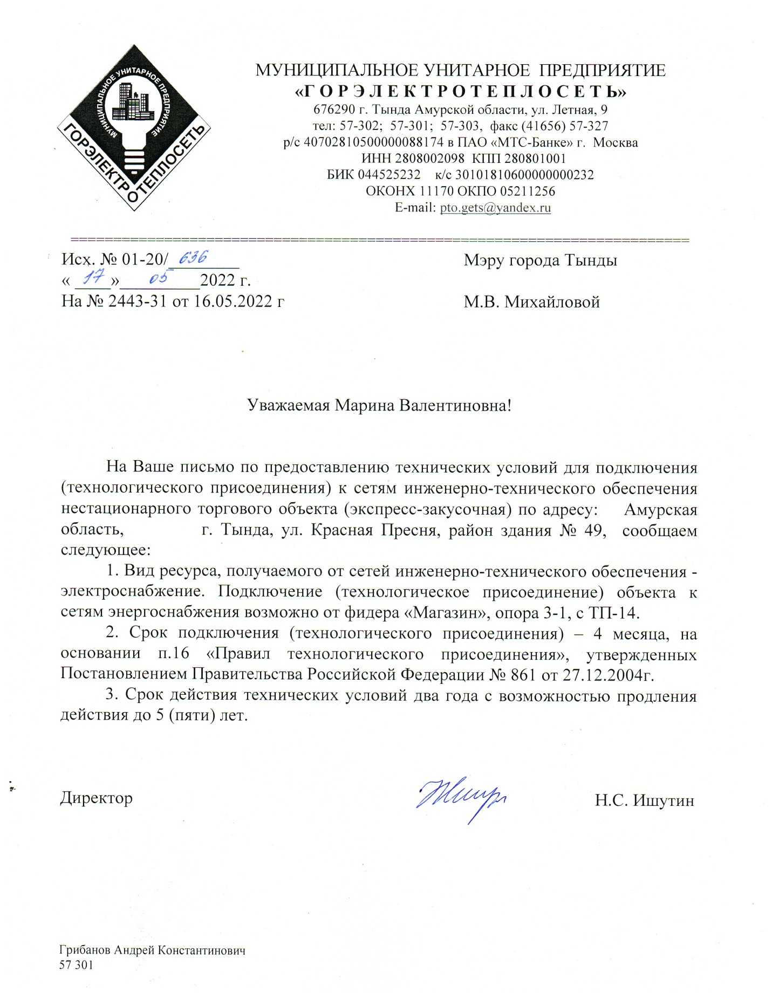 МУНИЦИПАЛЬНОЕ УНИТАРНОЕ ПРЕДПРИЯТИЕ
ГОРЭЛЕКТРОТЕПЛОСЕТЬ
МУНИЦИПАЛЬНОЕ УНИТАРНОЕ ПРЕДПРИЯТИЕ
«ГОРЭЛЕКТРОТЕПЛОСЕТЬ»
676290 г. Тында Амурской области, ул. Летная, 9
тел: 57-302; 57-301; 57-303, факс (41656) 57-327
р/с 40702810500000088174 в ПАО «МТС-Банке» г. Москва
ИНН 2808002098 КПП 280801001
БИК 044525232 к/с 30101810600000000232
ОКОНХ 11170 ОКПО 05211256
E-mail: pto.gets@yandex.ru
Исх. № 01-20/ 636
« 17 » 05 2022 г.
На № 2443-31 от 16.05.2022 г
Мэру города Тынды
М.В. Михайловой
Уважаемая Марина Валентиновна!
На Ваше письмо по предоставлению технических условий для подключения
(технологического присоединения) к сетям инженерно-технического обеспечения
нестационарного торгового объекта (экспресс-закусочная) по адресу: Амурская
область, г. Тында, ул. Красная Пресня, район здания № 49, сообщаем
следующее:
1. Вид ресурса, получаемого от сетей инженерно-технического обеспечения -
электроснабжение. Подключение (технологическое присоединение) объекта к
сетям энергоснабжения возможно от фидера «Магазин», опора 3-1, с ТП-14.
2. Срок подключения (технологического присоединения) – 4 месяца, на
основании п.16 «Правил технологического присоединения», утвержденных
Постановлением Правительства Российской Федерации № 861 от 27.12.2004г.
3. Срок действия технических условий два года с возможностью продления
действия до 5 (пяти) лет.
Директор
Н.С. Ишутин
Грибанов Андрей Константинович
57 301